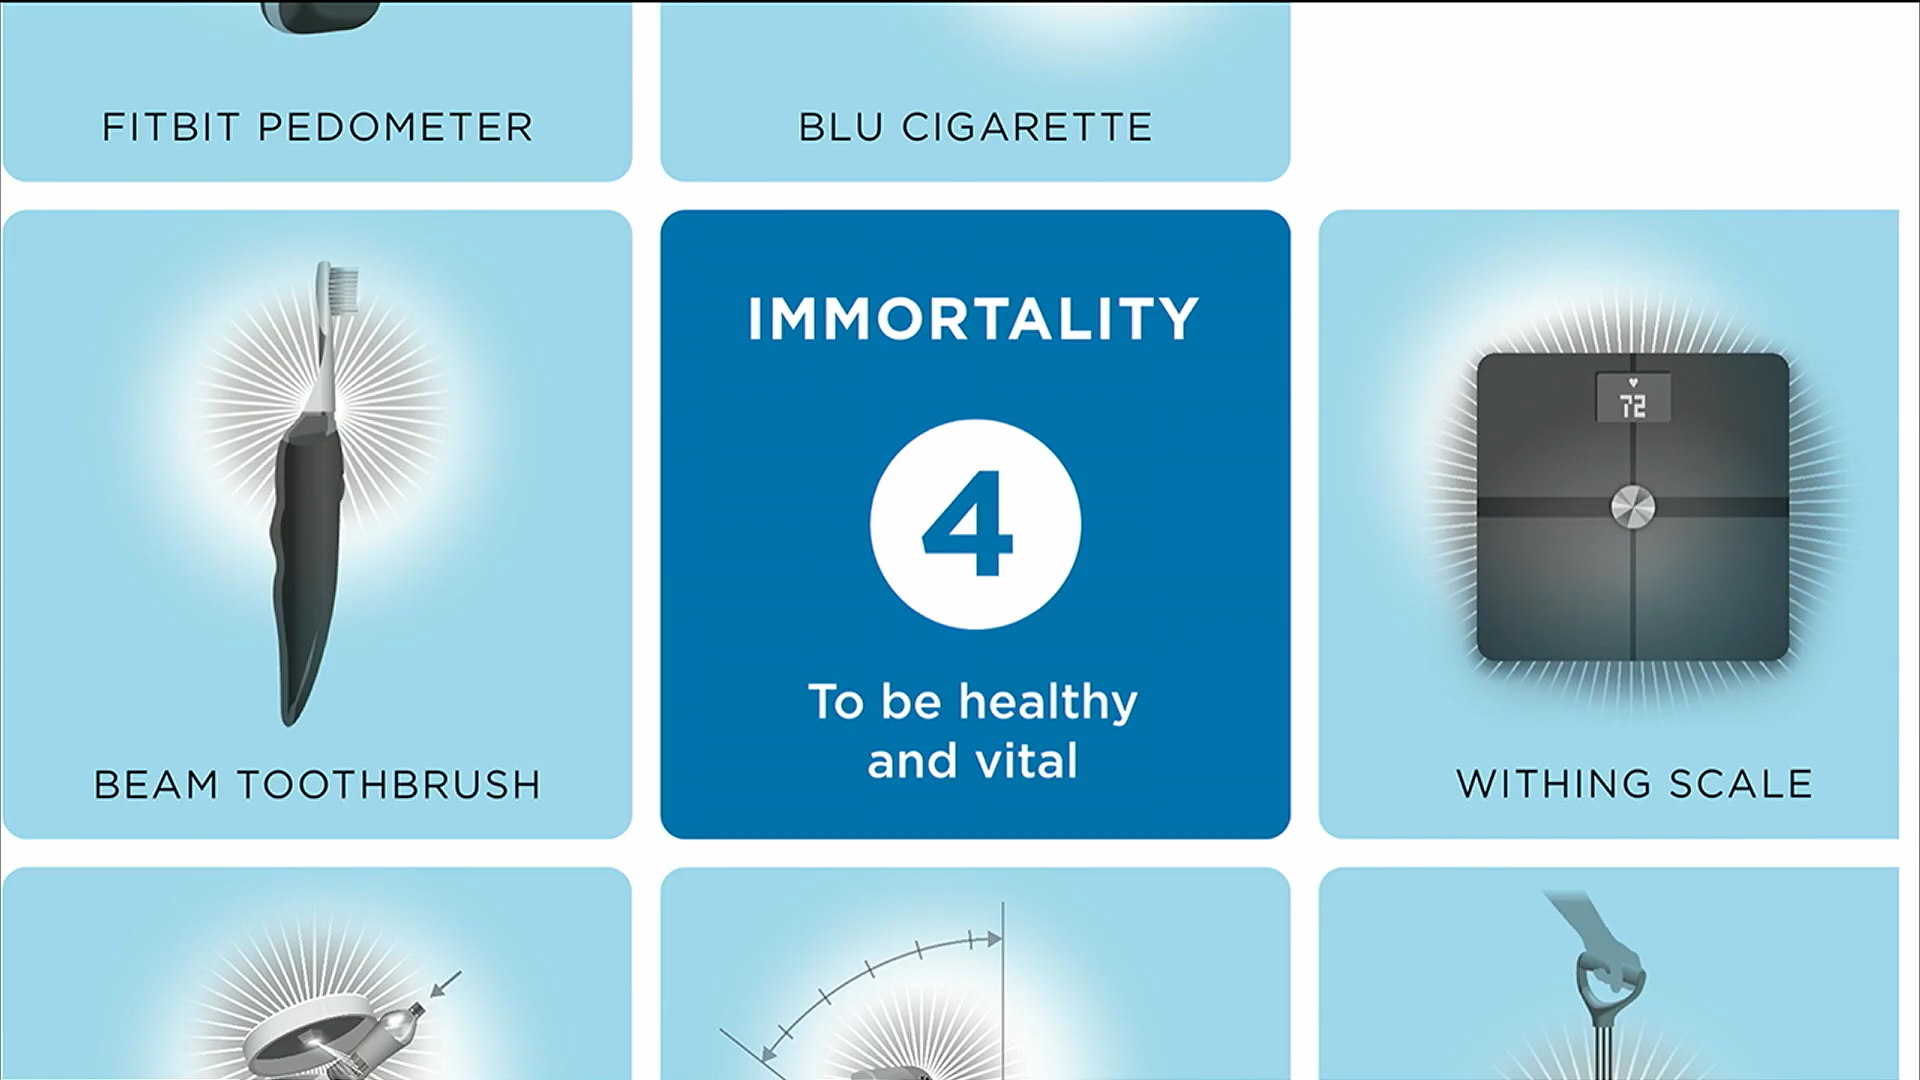 FITBIT PEDOMETER
BLU CIGARETTE
IMMORTALITY
4
To be healthy
and vital
72
BEAM TOOTHBRUSH
WITHING SCALE